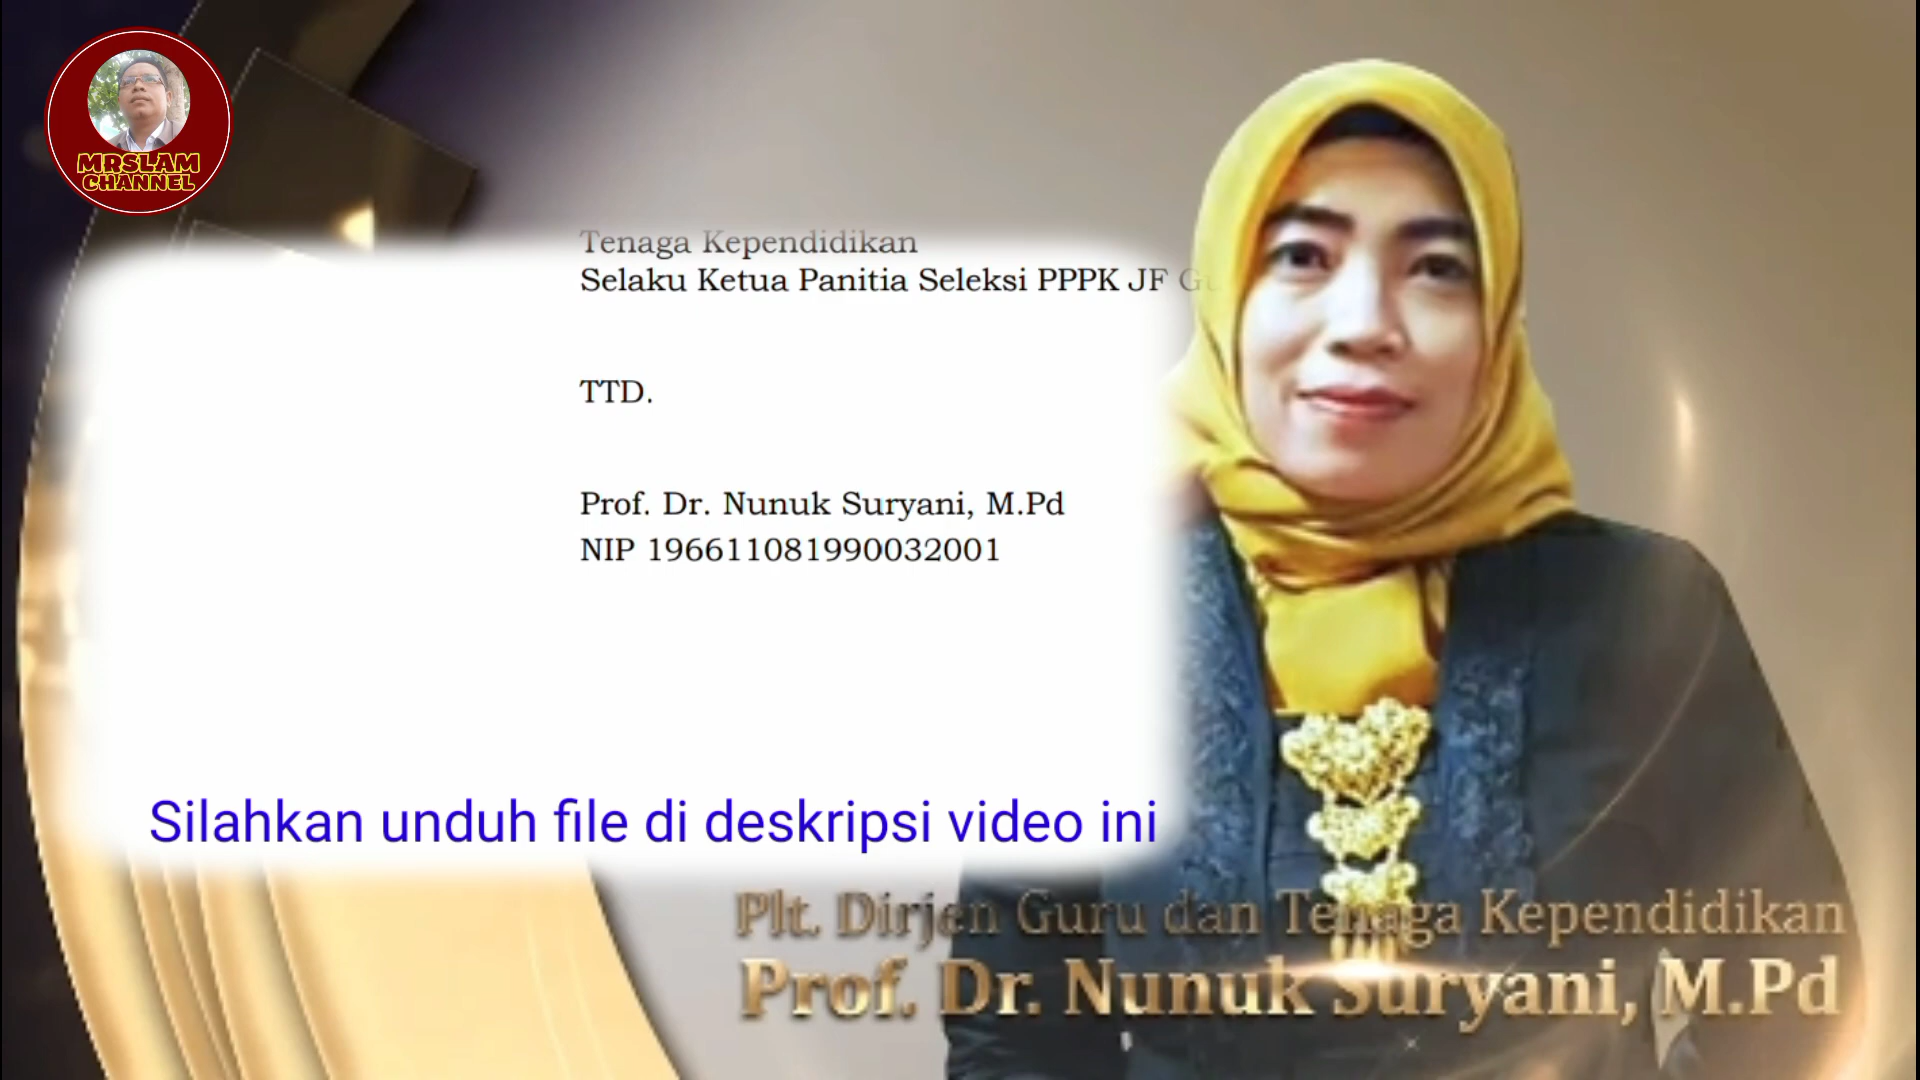 MRSLAM
CHANNEL
Tenaga Kependidikan
Selaku Ketua Panitia Seleksi PPPK JF Gu
TTD.
Prof. Dr. Nunuk Suryani, M.Pd
NIP 196611081990032001
Silahkan unduh file di deskripsi video ini
Plt. Dirjen Guru dan Tenaga Kependidikan
Prof. Dr. Nunuk Suryani, M.Pd